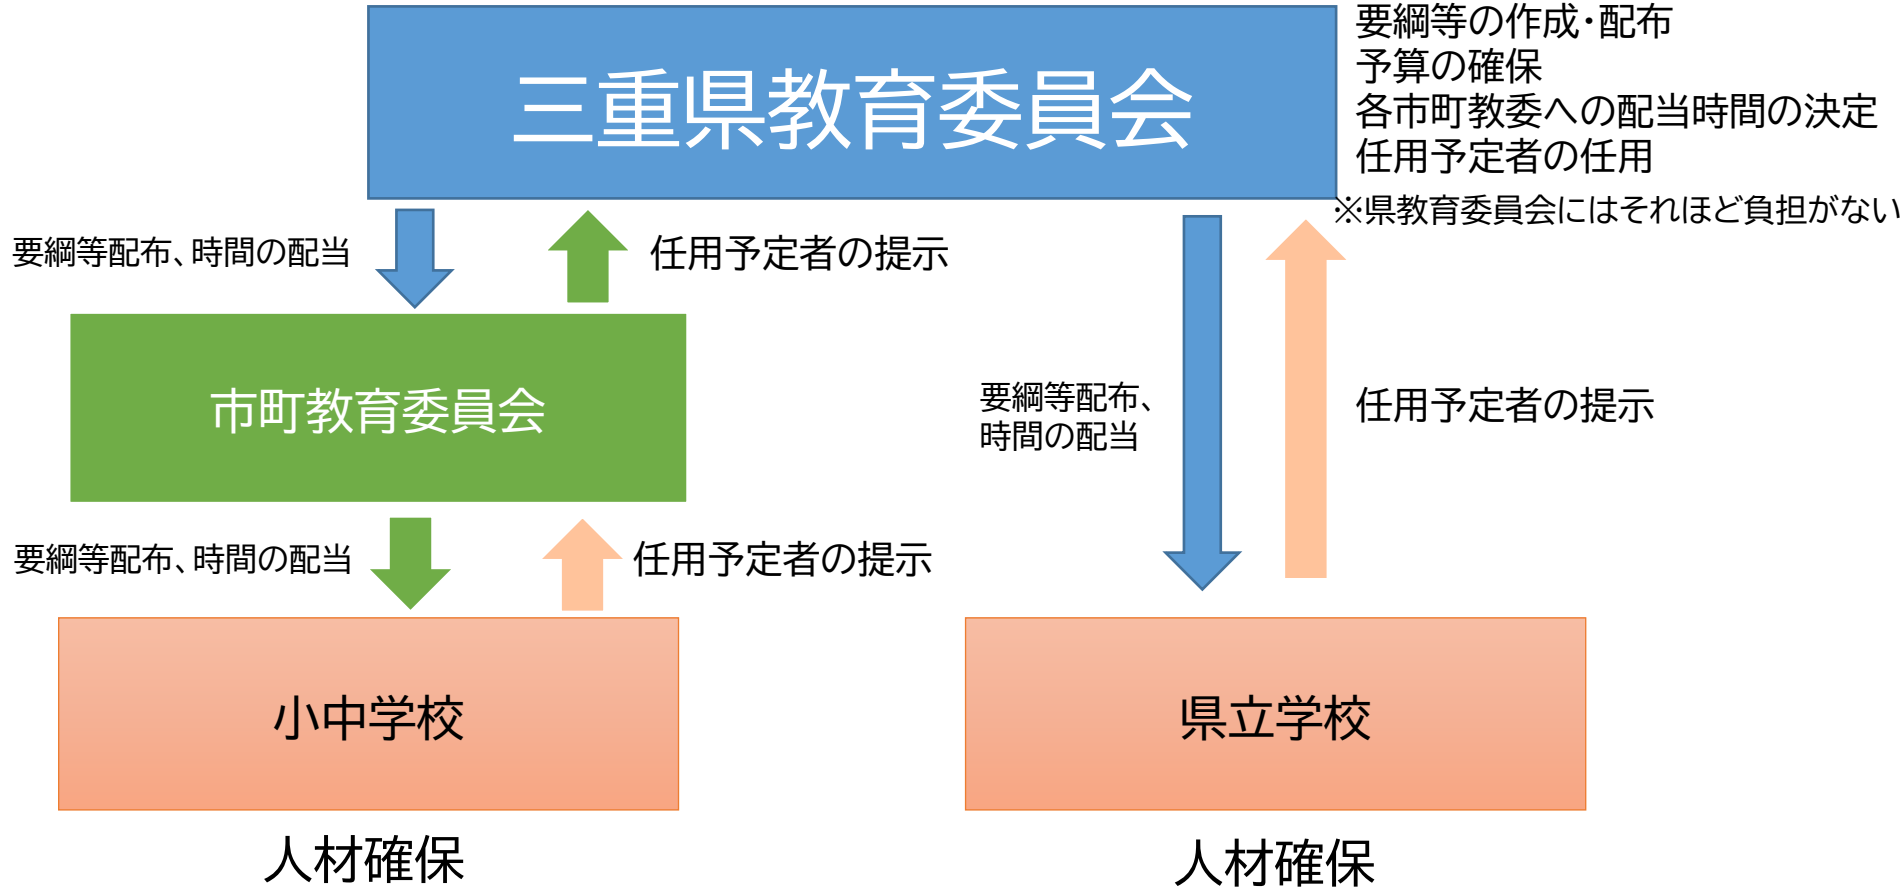 三重県教育委員会
要綱等の作成・配布
予算の確保
各市町教委への配当時間の決定
任用予定者の任用
※県教育委員会にはそれほど負担がない
要綱等配布、時間の配当
任用予定者の提示
市町教育委員会
要綱等配布、
時間の配当
任用予定者の提示
要綱等配布、時間の配当
任用予定者の提示
小中学校
県立学校
人材確保
人材確保